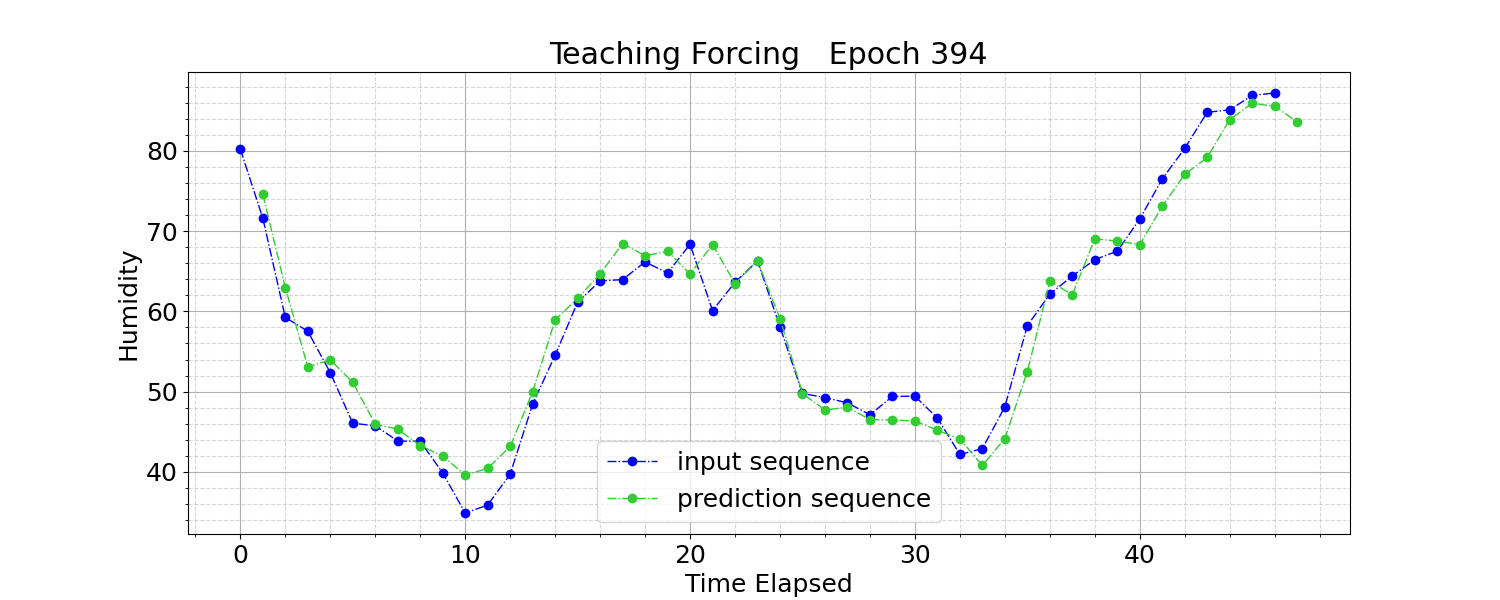 Teaching Forcing   Epoch 394
Humidity
80
70
60
50
40
input sequence
prediction sequence
0 10 20 30 40
Time Elapsed